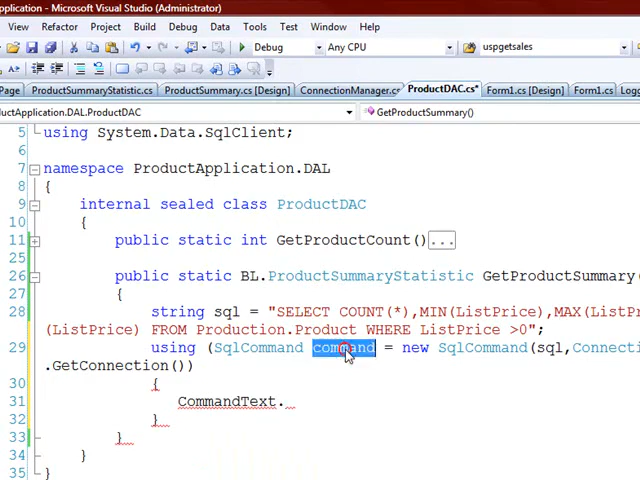 pplication - Microsoft Visual Studio (Administrator)
View Refactor Project Build Debug Data Tools Test Window Help
Debug Any CPU uspgetsales
Page ProductSummaryStatistic.cs ProductSummary.cs [Design] ConnectionManager.cs ProductDAC.cs* Form1.cs [Design] Form1.cs Logg
uctApplication.DAL.ProductDAC GetProductSummary()
5 using System.Data.SqlClient;
6
7 namespace ProductApplication.DAL
8 {
9 internal sealed class ProductDAC
10 {
11 public static int GetProductCount()...
25
26 public static BL.ProductSummaryStatistic GetProductSummary(
27 {
28 string sql = "SELECT COUNT(*),MIN(ListPrice),MAX(ListPr
(ListPrice) FROM Production.Product WHERE ListPrice >0";
29 using (SqlCommand command = new SqlCommand(sql,Connecti
.GetConnection())
30 {
31 CommandText.
32 }
33 }
34 }
35 }